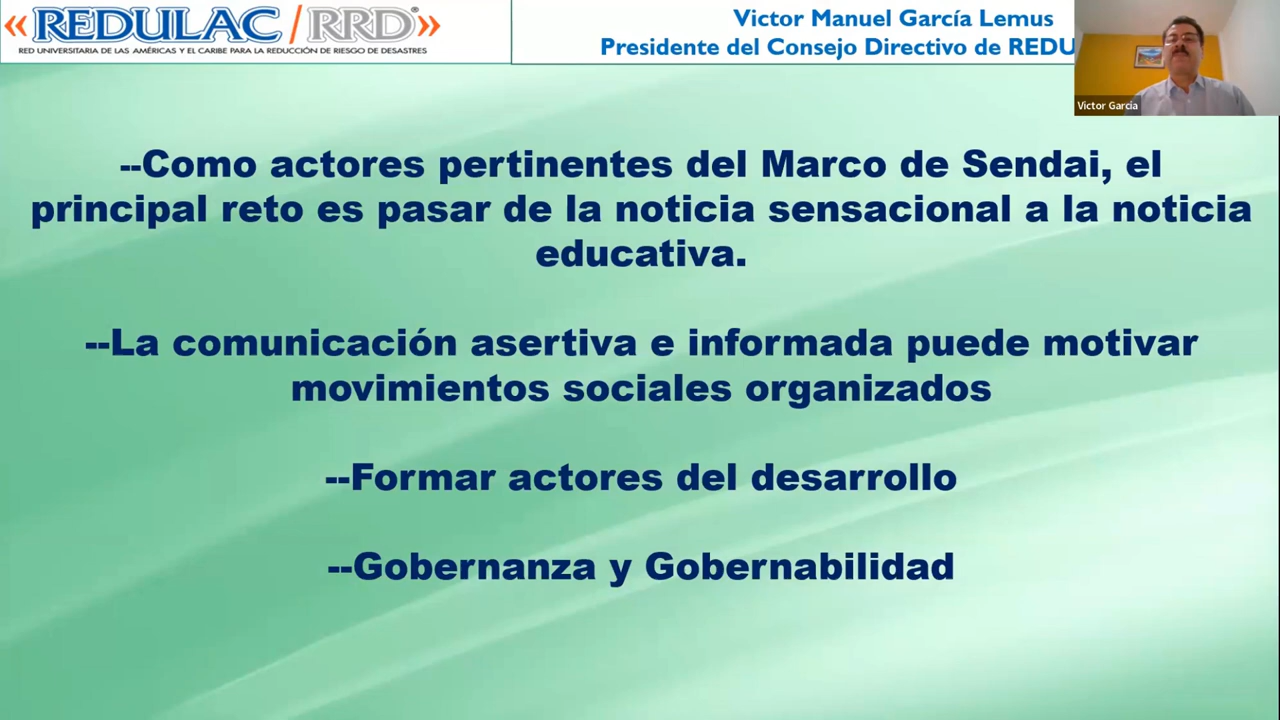 «REDULAC/RRD®»
RED UNIVERSITARIA DE LAS AMÉRICAS Y EL CARIBE PARA LA REDUCCIÓN DE RIESGO DE DESASTRES
Victor Manuel García Lemus
Presidente del Consejo Directivo de REDU
Victor García
--Como actores pertinentes del Marco de Sendai, el
principal reto es pasar de la noticia sensacional a la noticia
educativa.
--La comunicación asertiva e informada puede motivar
movimientos sociales organizados
--Formar actores del desarrollo
--Gobernanza y Gobernabilidad